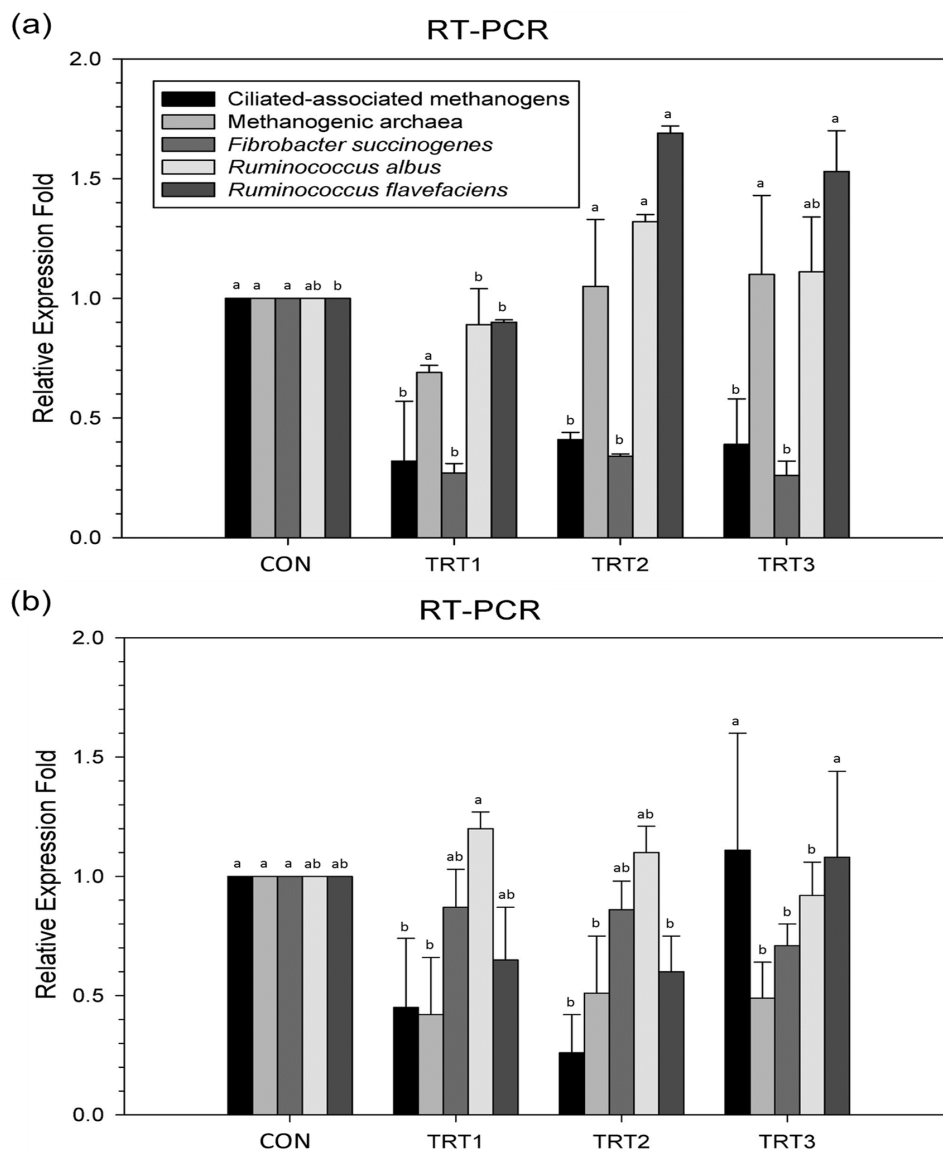 (a)
RT-PCR
2.0
1.5
1.0
0.5
0.0
Relative Expression Fold
Ciliated-associated methanogens
Methanogenic archaea
Fibrobacter succinogenes
Ruminococcus albus
Ruminococcus flavefaciens
a a a ab b
b a b b b
b a b a a
b a b ab a
CON TRT1 TRT2 TRT3
(b)
RT-PCR
2.0
1.5
1.0
0.5
0.0
Relative Expression Fold
a a a ab ab
b b ab a ab
b b ab ab b
a b b b a
CON TRT1 TRT2 TRT3